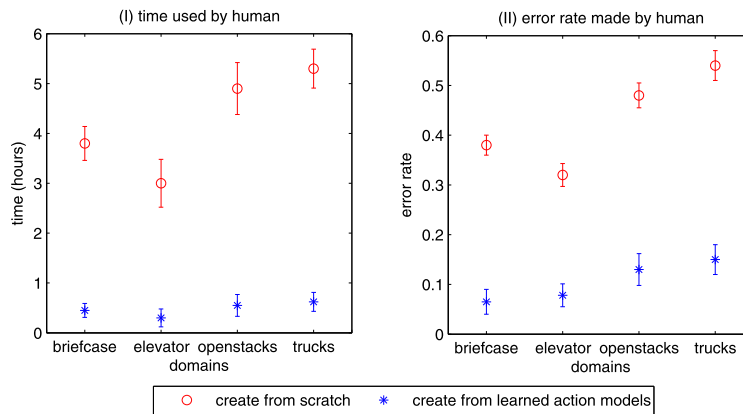 (I) time used by human
6
5
4
3
2
1
0
time (hours)
briefcase elevator openstacks trucks
domains
(II) error rate made by human
0.6
0.5
0.4
0.3
0.2
0.1
0
error rate
briefcase elevator openstacks trucks
domains
create from scratch create from learned action models